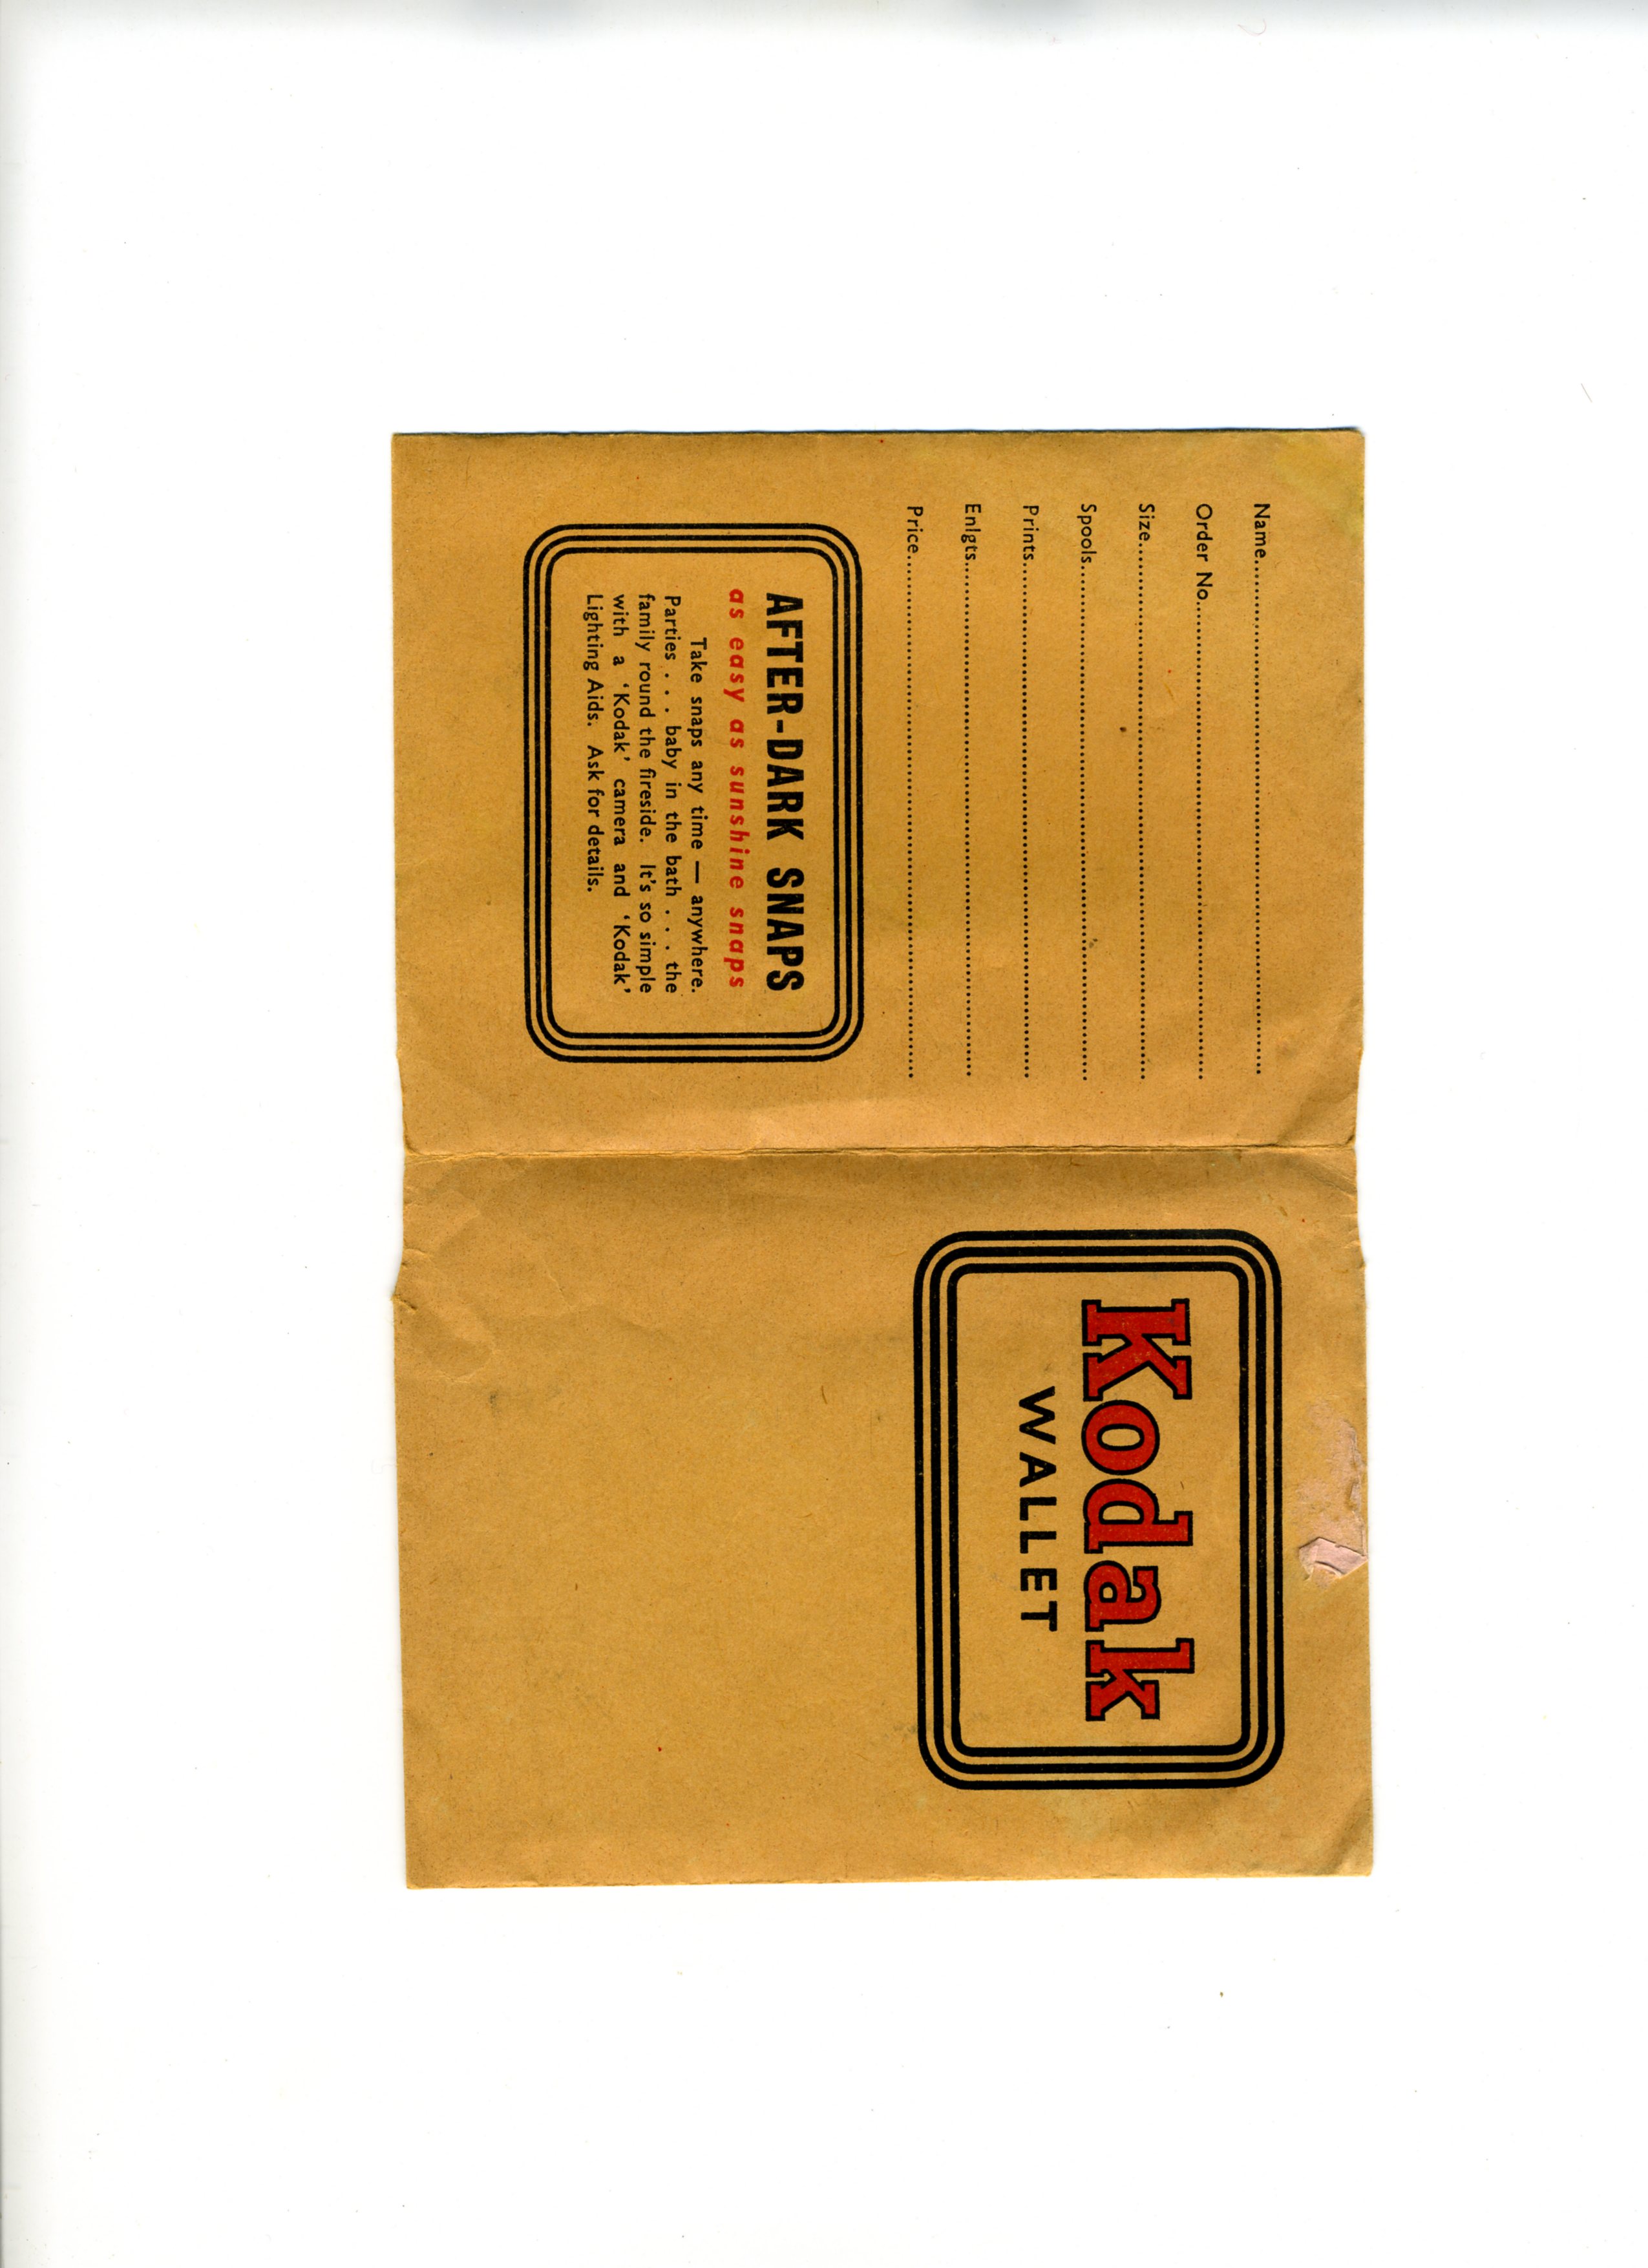 Name
Order No.
Size
Spools
Prints
Enlgts.
Price
AFTER-DARK SNAPS
as easy as sunshine snaps
Take snaps any time — anywhere.
Parties . . . baby in the bath . . . the
family round the fireside. It's so simple
with a 'Kodak' camera and 'Kodak'
Lighting Aids. Ask for details.
Kodak
WALLET